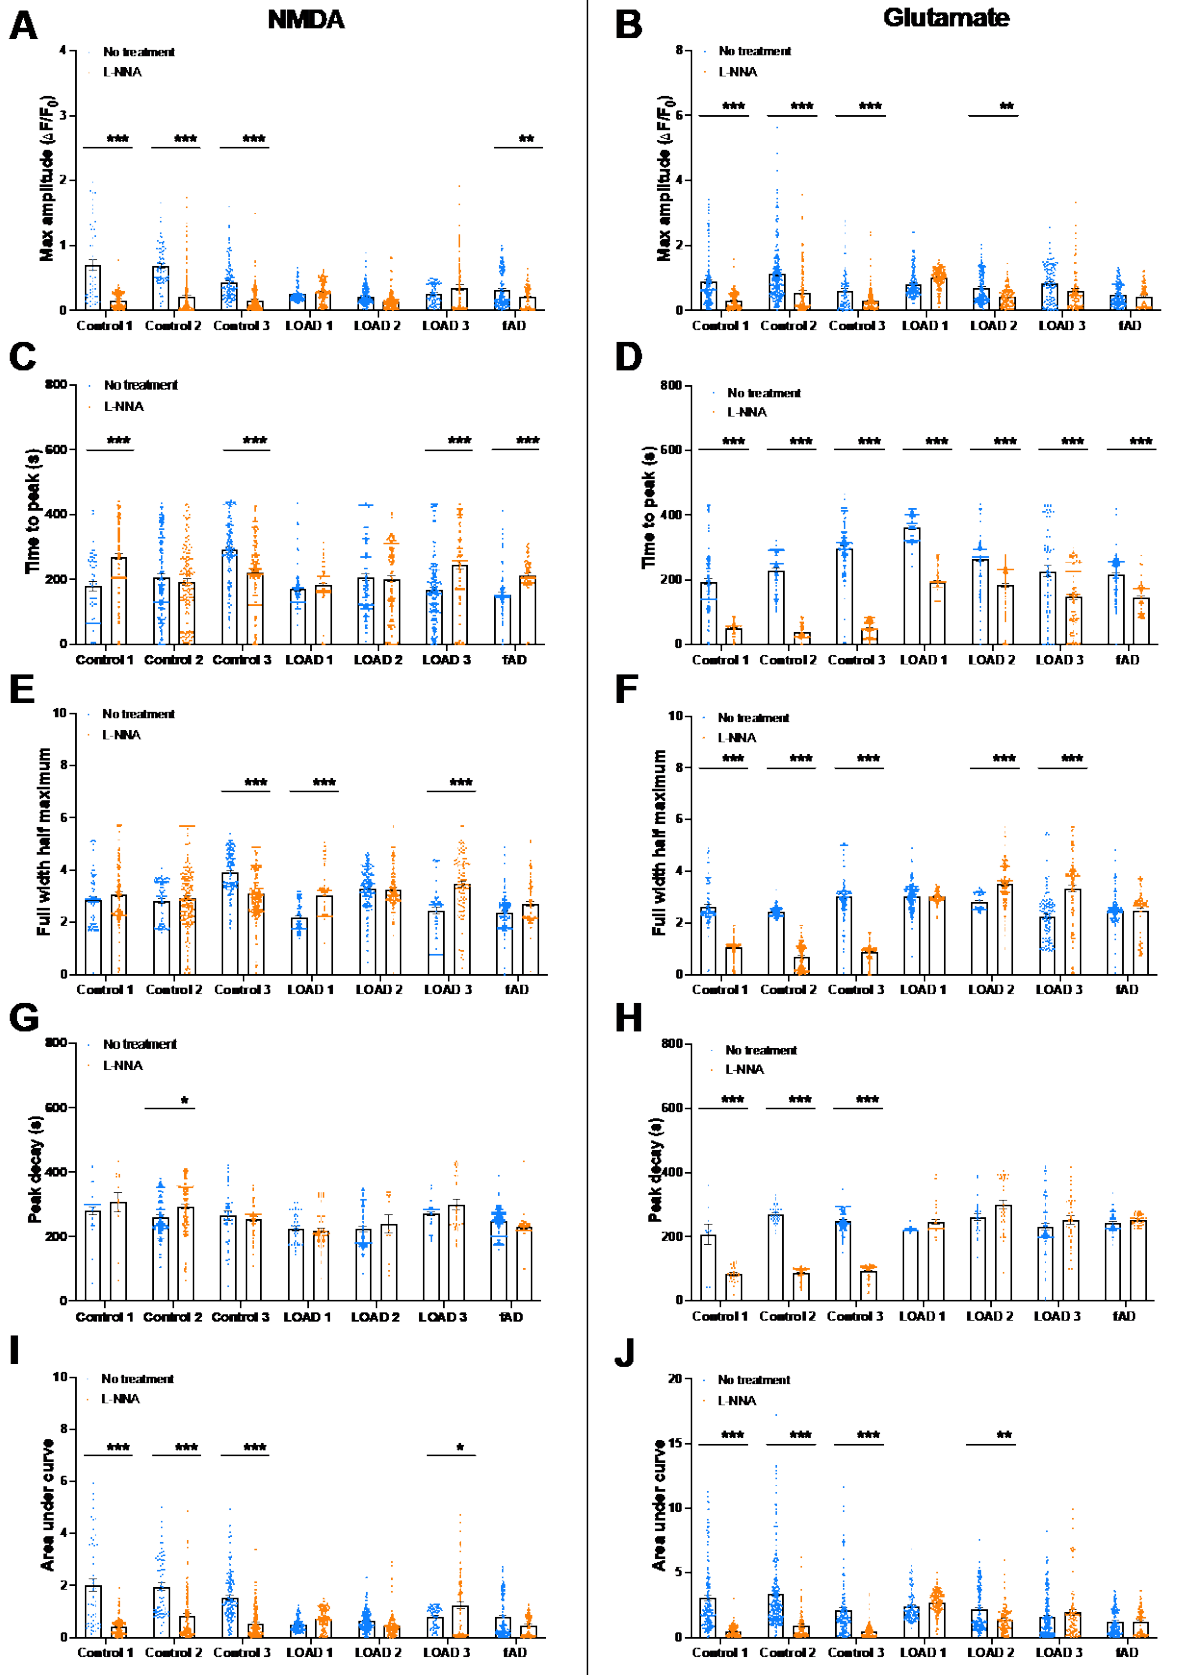 NMDA
Glutamate
A
No treatment
L-NNA
Max amplitude (ΔF/F0)
4
3
2
1
0
*** *** *** **
Control 1 Control 2 Control 3 LOAD 1 LOAD 2 LOAD 3 fAD
B
No treatment
L-NNA
Max amplitude (ΔF/F0)
8
6
4
2
0
*** *** *** **
Control 1 Control 2 Control 3 LOAD 1 LOAD 2 LOAD 3 fAD
C
No treatment
L-NNA
Time to peak (s)
800
600
400
200
0
*** *** *** ***
Control 1 Control 2 Control 3 LOAD 1 LOAD 2 LOAD 3 fAD
D
No treatment
L-NNA
Time to peak (s)
800
600
400
200
0
*** *** *** *** *** *** ***
Control 1 Control 2 Control 3 LOAD 1 LOAD 2 LOAD 3 fAD
E
No treatment
L-NNA
Full width half maximum
10
8
6
4
2
0
*** *** ***
Control 1 Control 2 Control 3 LOAD 1 LOAD 2 LOAD 3 fAD
F
No treatment
L-NNA
Full width half maximum
10
8
6
4
2
0
*** *** *** *** ***
Control 1 Control 2 Control 3 LOAD 1 LOAD 2 LOAD 3 fAD
G
No treatment
L-NNA
Peak decay (s)
800
600
400
200
0
*
Control 1 Control 2 Control 3 LOAD 1 LOAD 2 LOAD 3 fAD
H
No treatment
L-NNA
Peak decay (s)
800
600
400
200
0
*** *** ***
Control 1 Control 2 Control 3 LOAD 1 LOAD 2 LOAD 3 fAD
I
No treatment
L-NNA
Area under curve
10
8
6
4
2
0
*** *** *** *
Control 1 Control 2 Control 3 LOAD 1 LOAD 2 LOAD 3 fAD
J
No treatment
L-NNA
Area under curve
20
15
10
5
0
*** *** *** **
Control 1 Control 2 Control 3 LOAD 1 LOAD 2 LOAD 3 fAD